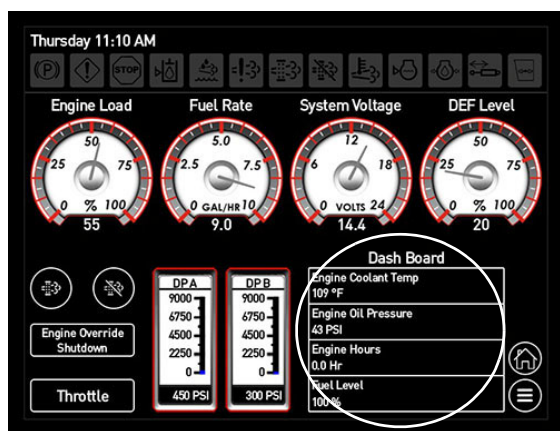 Thursday 11:10 AM
(P)
STOP
Engine Load
Fuel Rate
System Voltage
DEF Level
50
25
75
0 % 100
55
5.0
2.5
7.5
0 GAL/HR 10
9.0
12
6
18
0 VOLTS 24
14.4
50
25
75
0 % 100
20
Engine Override
Shutdown
Throttle
DP A
9000
6750
4500
2250
0
450 PSI
DP B
9000
6750
4500
2250
0
300 PSI
Dash Board
Engine Coolant Temp
109 °F
Engine Oil Pressure
43 PSI
Engine Hours
0.0 Hr
Fuel Level
100 %